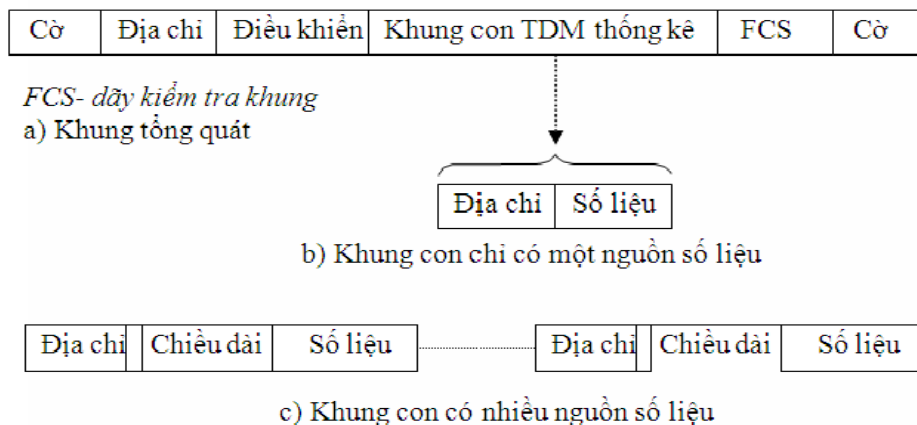 Cờ Địa chỉ Điều khiển Khung con TDM thống kê FCS Cờ
FCS- dãy kiểm tra khung
a) Khung tổng quát
Địa chỉ Số liệu
b) Khung con chỉ có một nguồn số liệu
Địa chỉ Chiều dài Số liệu Địa chỉ Chiều dài Số liệu
c) Khung con có nhiều nguồn số liệu